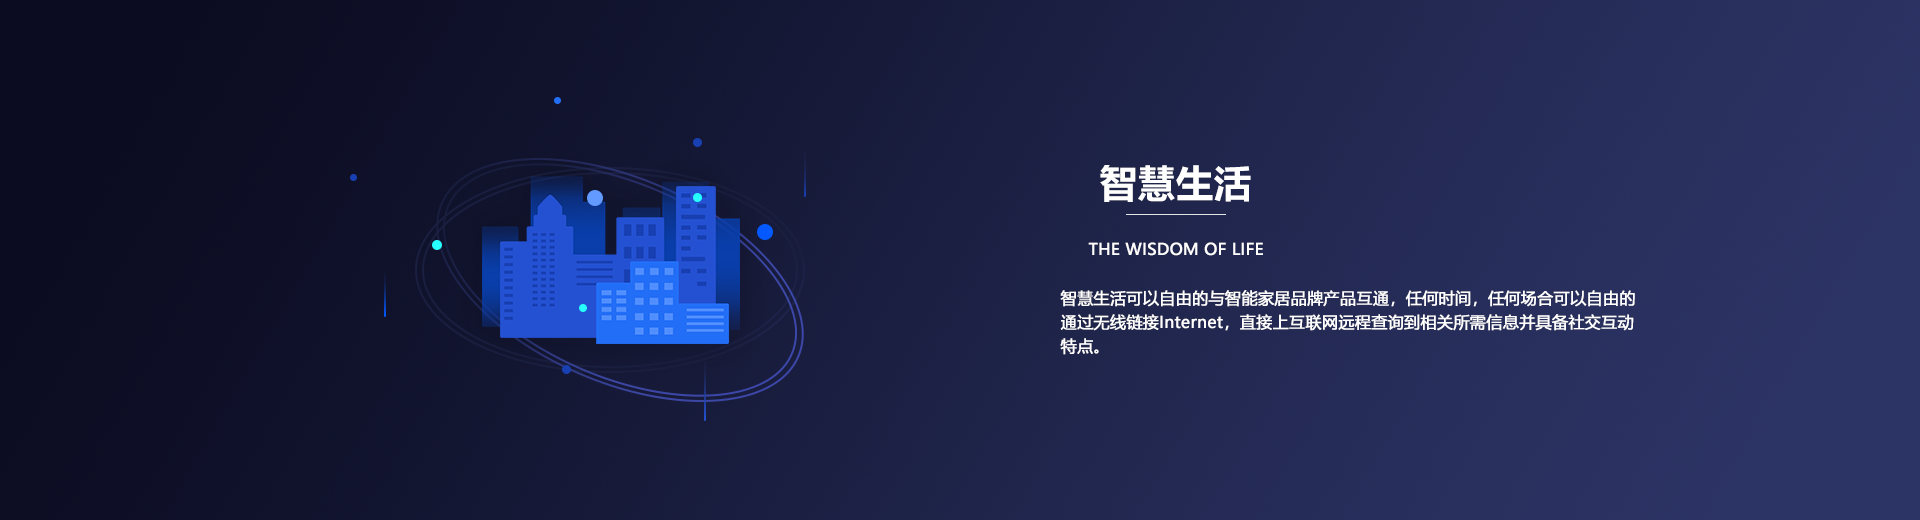 智慧生活
THE WISDOM OF LIFE
智慧生活可以自由的与智能家居品牌产品互通，任何时间，任何场合可以自由的
通过无线链接Internet，直接上互联网远程查询到相关所需信息并具备社交互动
特点。